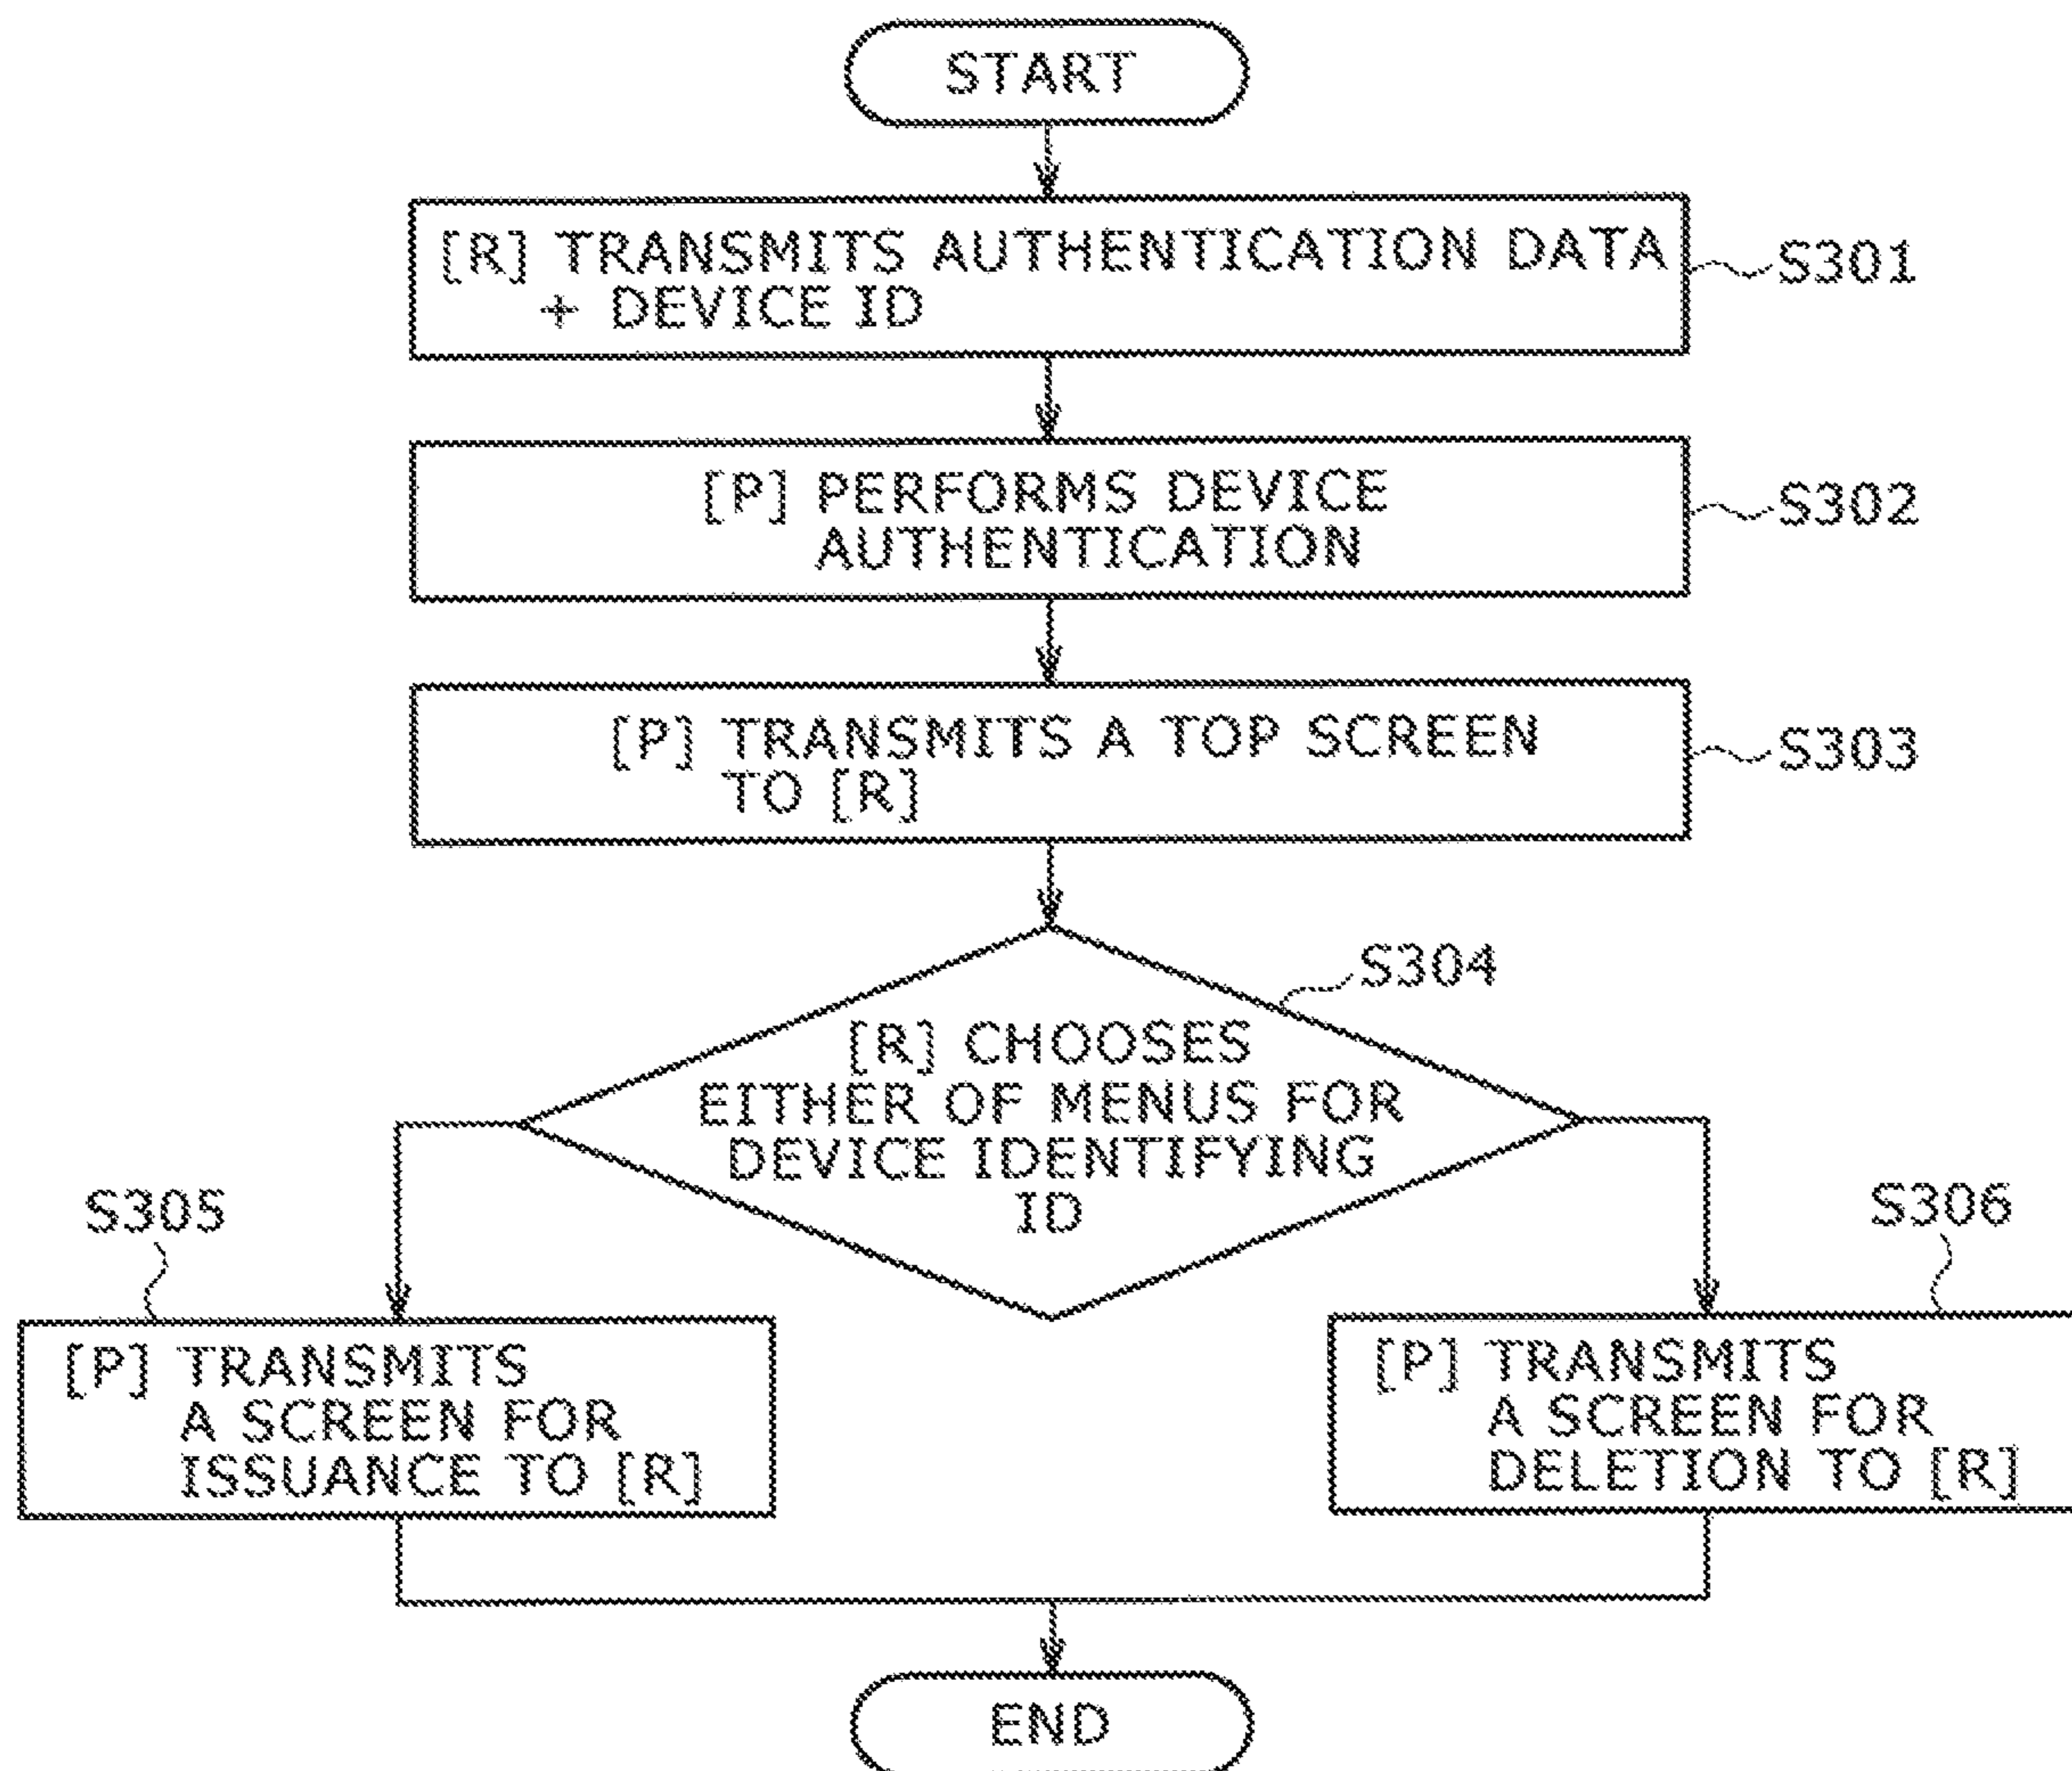 START
[R] TRANSMITS AUTHENTICATION DATA
+ DEVICE ID
S301
[P] PERFORMS DEVICE
AUTHENTICATION
S302
[P] TRANSMITS A TOP SCREEN
TO [R]
S303
S304
[R] CHOOSES
EITHER OF MENUS FOR
DEVICE IDENTIFYING
ID
S305
[P] TRANSMITS
A SCREEN FOR
ISSUANCE TO [R]
S306
[P] TRANSMITS
A SCREEN FOR
DELETION TO [R]
END